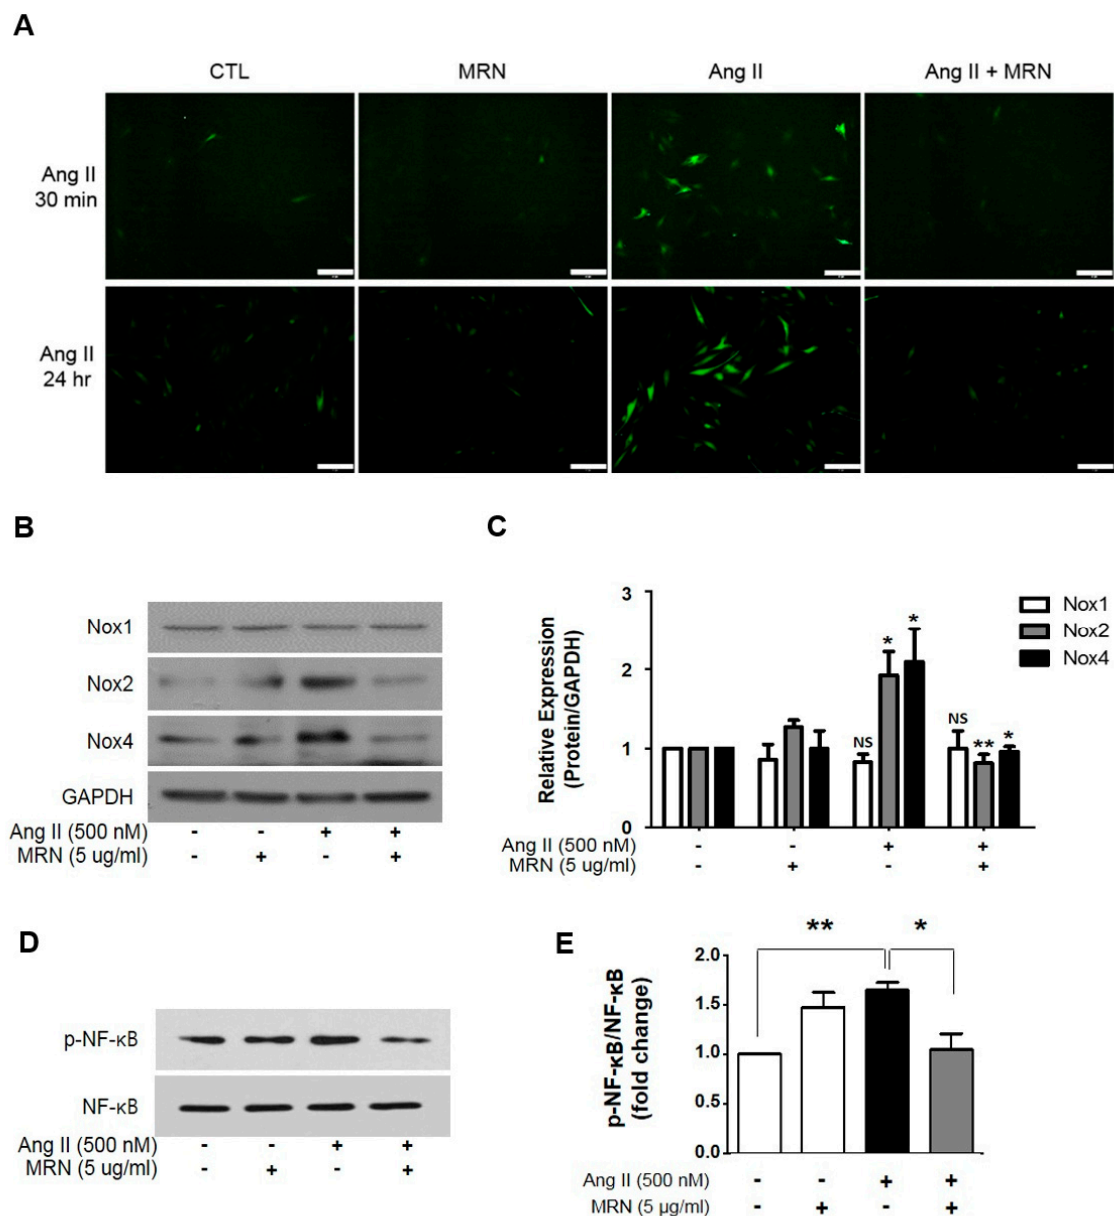 A
CTL MRN Ang II Ang II + MRN
Ang II
30 min
Ang II
24 hr
B
Nox1
Nox2
Nox4
GAPDH
Ang II (500 nM) - - + +
MRN (5 ug/ml) - + - +
C
Relative Expression
(Protein/GAPDH)
3
2
1
0
NS * * NS ** *
Nox1
Nox2
Nox4
Ang II (500 nM) - - + +
MRN (5 ug/ml) - + - +
D
p-NF-κB
NF-κB
Ang II (500 nM) - - + +
MRN (5 ug/ml) - + - +
E
p-NF-κB/NF-κB
(fold change)
** *
2.0
1.5
1.0
0.5
0.0
Ang II (500 nM) - - + +
MRN (5 μg/ml) - + - +